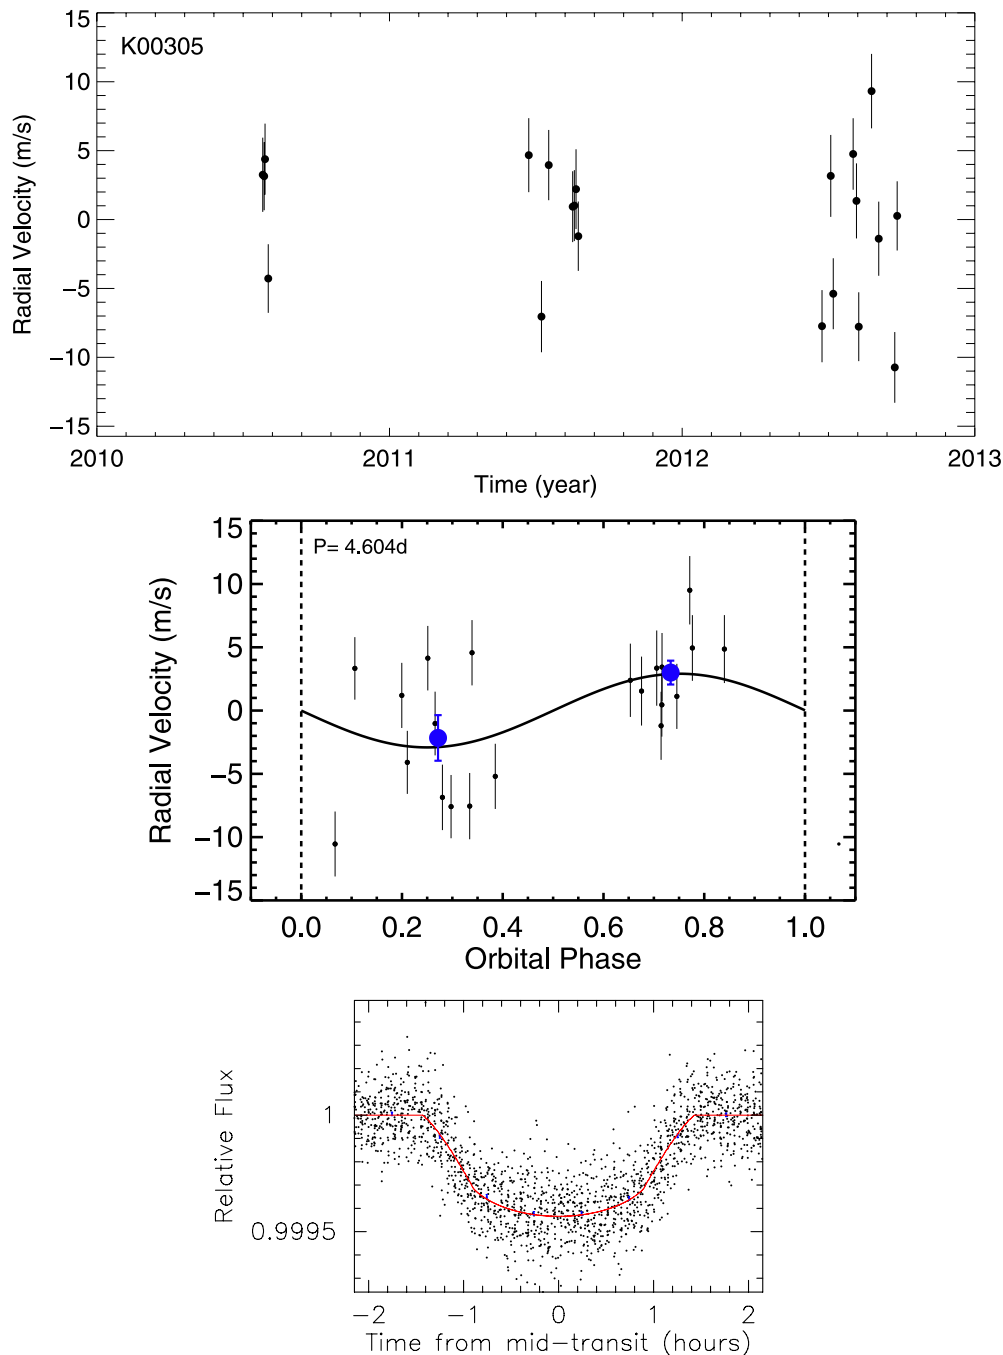 15
10
5
0
−5
−10
−15
K00305
Radial Velocity (m/s)
2010 2011 2012 2013
Time (year)
15
10
5
0
−5
−10
−15
P= 4.604d
Radial Velocity (m/s)
0.0 0.2 0.4 0.6 0.8 1.0
Orbital Phase
1
0.9995
Relative Flux
−2 −1 0 1 2
Time from mid−transit (hours)